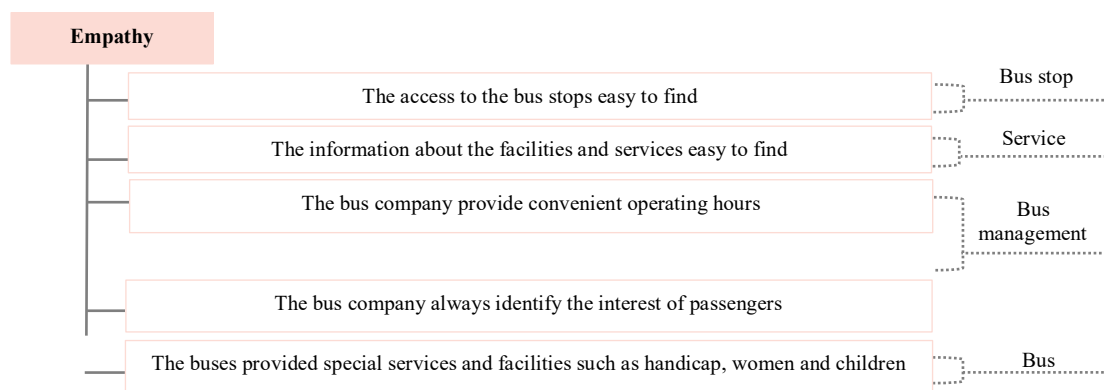 Empathy
The access to the bus stops easy to find
Bus stop
The information about the facilities and services easy to find
Service
The bus company provide convenient operating hours
Bus
management
The bus company always identify the interest of passengers
The buses provided special services and facilities such as handicap, women and children
Bus